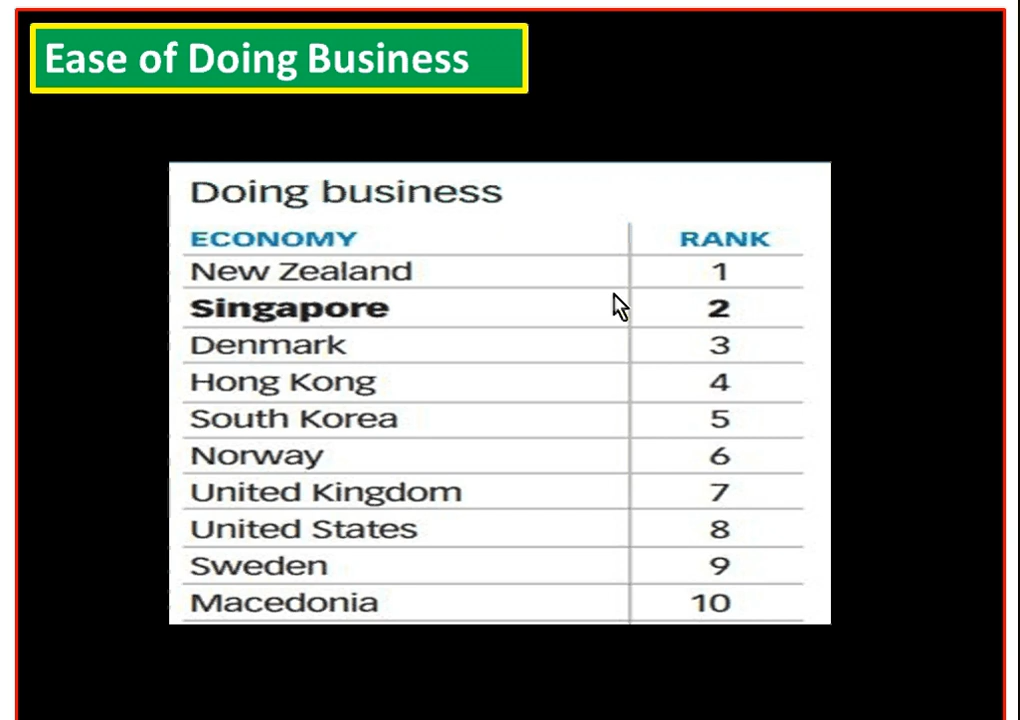 Ease of Doing Business
Doing business
ECONOMY RANK
New Zealand 1
Singapore 2
Denmark 3
Hong Kong 4
South Korea 5
Norway 6
United Kingdom 7
United States 8
Sweden 9
Macedonia 10